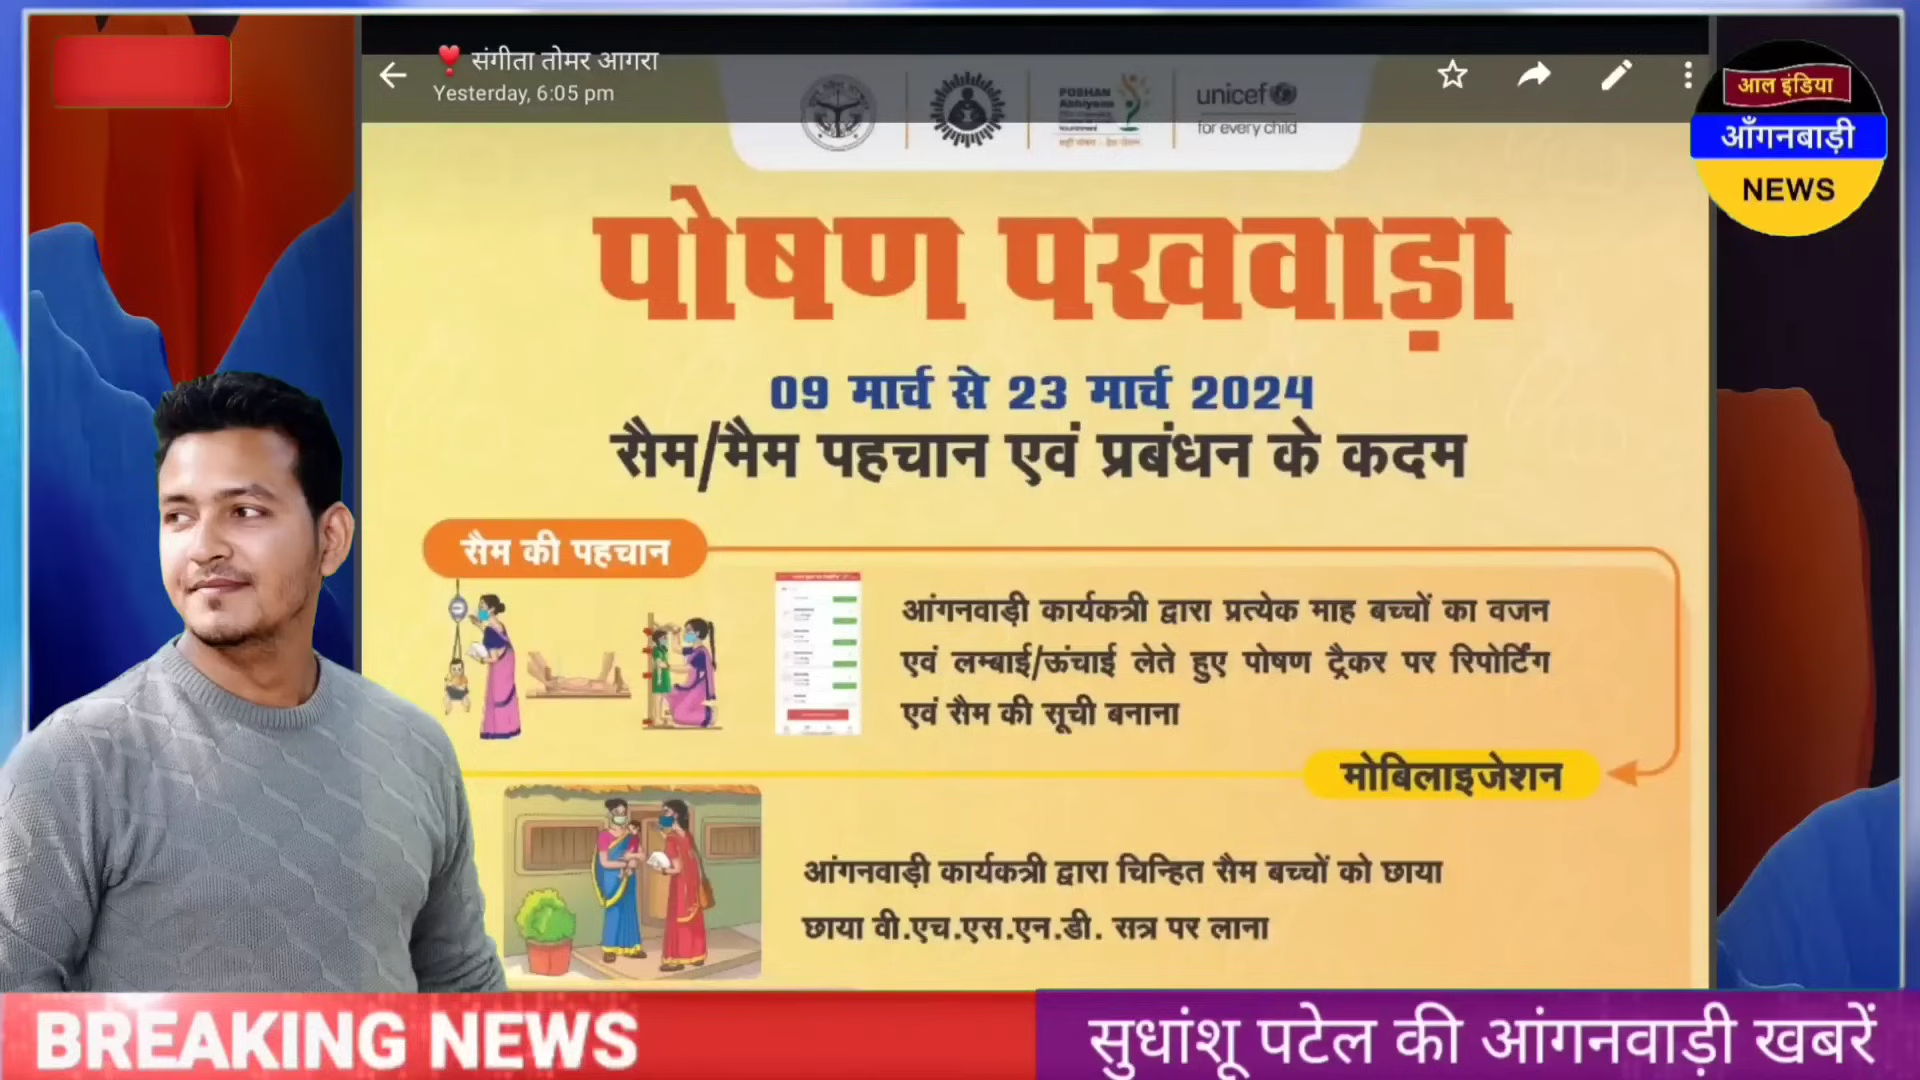 ❣️ संगीता तोमर आगरा
Yesterday, 6:05 pm
POSHAN
Abhiyaan
unicef
for every child
आल इंडिया
आँगनबाड़ी
NEWS
पोषण पखवाड़ा
09 मार्च से 23 मार्च 2024
सैम/मैम पहचान एवं प्रबंधन के कदम
सैम की पहचान
आंगनवाड़ी कार्यकत्री द्वारा प्रत्येक माह बच्चों का वजन
एवं लम्बाई/ऊंचाई लेते हुए पोषण ट्रैकर पर रिपोर्टिंग
एवं सैम की सूची बनाना
मोबिलाइजेशन
आंगनवाड़ी कार्यकत्री द्वारा चिन्हित सैम बच्चों को छाया
छाया वी.एच.एस.एन.डी. सत्र पर लाना
BREAKING NEWS
सुधांशू पटेल की आंगनवाड़ी खबरें